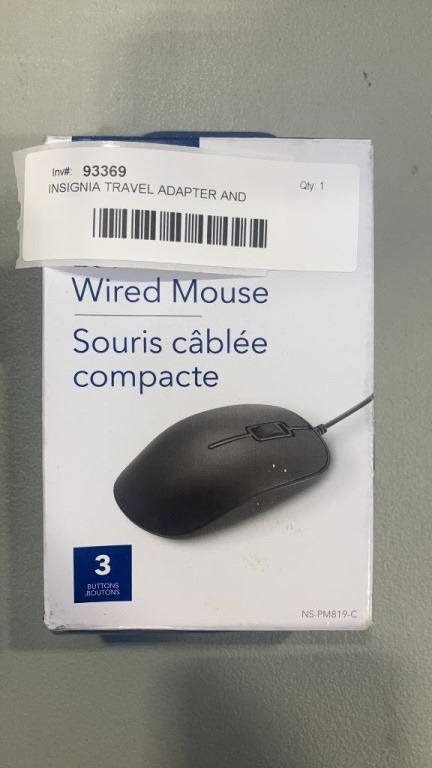 Inv#: 93369
Qty: 1
INSIGNIA TRAVEL ADAPTER AND
Wired Mouse
Souris câblée
compacte
3
BUTTONS
BOUTONS
NS-PM819-C